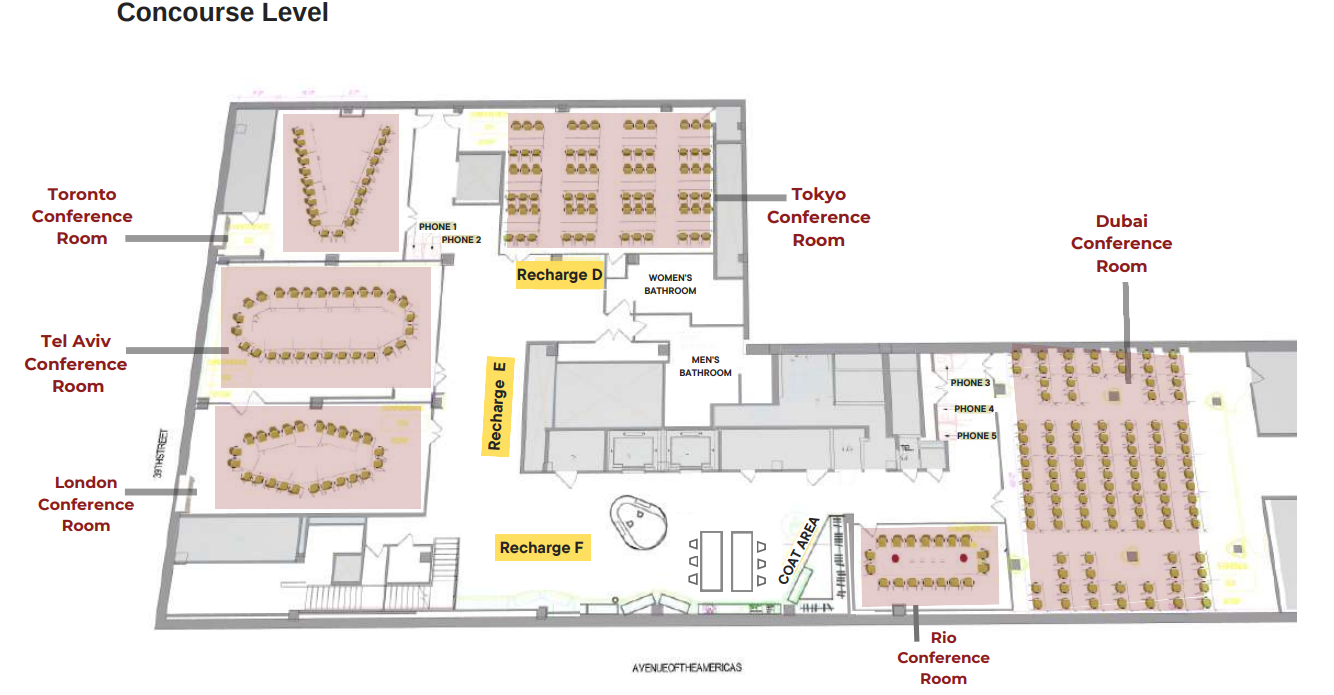 Concourse Level
Toronto
Conference
Room
Tokyo
Conference
Room
Dubai
Conference
Room
PHONE 1
PHONE 2
Recharge D
WOMEN'S
BATHROOM
Tel Aviv
Conference
Room
Recharge E
MEN'S
BATHROOM
PHONE 3
PHONE 4
PHONE 5
39THSTREET
London
Conference
Room
Recharge F
COAT AREA
Rio
Conference
Room
AVENUEOFTHEAMERICAS